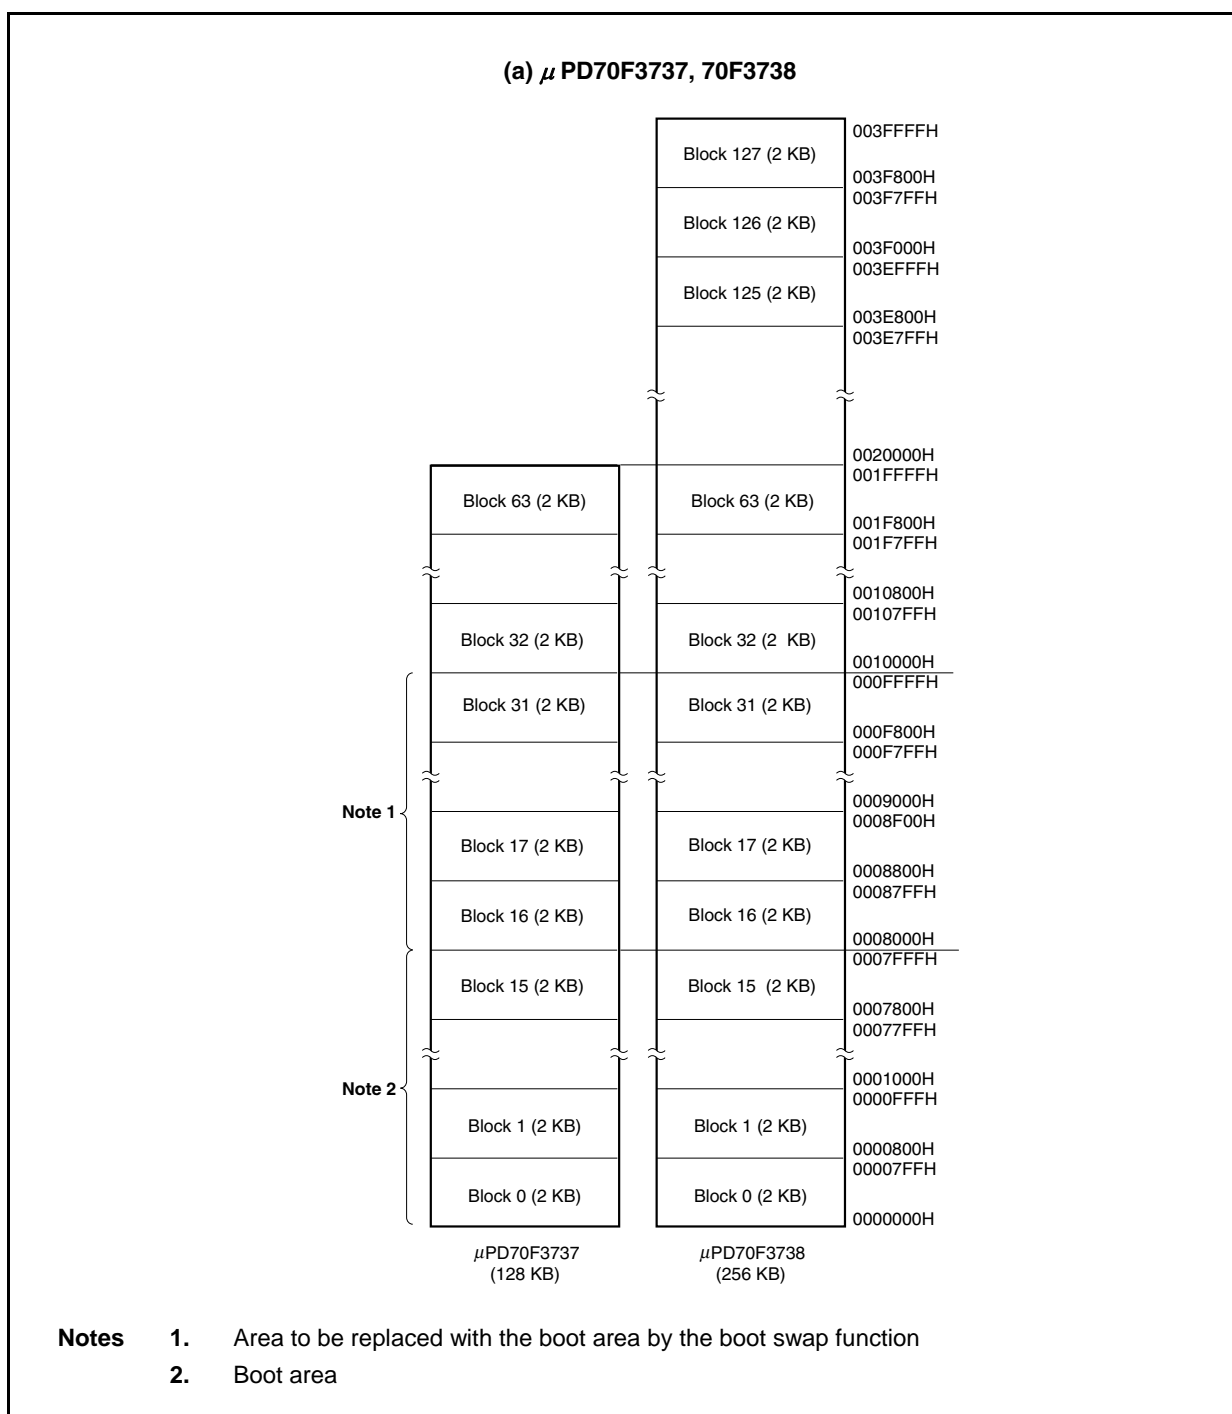 (a) μ PD70F3737, 70F3738
003FFFFH
Block 127 (2 KB)
003F800H
003F7FFH
Block 126 (2 KB)
003F000H
003EFFFH
Block 125 (2 KB)
003E800H
003E7FFH
0020000H
001FFFFH
Block 63 (2 KB) Block 63 (2 KB)
001F800H
001F7FFH
0010800H
00107FFH
Block 32 (2 KB) Block 32 (2 KB)
0010000H
000FFFFH
Block 31 (2 KB) Block 31 (2 KB)
000F800H
000F7FFH
0009000H
Note 1
0008F00H
Block 17 (2 KB) Block 17 (2 KB)
0008800H
00087FFH
Block 16 (2 KB) Block 16 (2 KB)
0008000H
0007FFFH
Block 15 (2 KB) Block 15 (2 KB)
0007800H
00077FFH
0001000H
Note 2
0000FFFH
Block 1 (2 KB) Block 1 (2 KB)
0000800H
00007FFH
Block 0 (2 KB) Block 0 (2 KB)
0000000H
μPD70F3737 μPD70F3738
(128 KB) (256 KB)
Notes 1. Area to be replaced with the boot area by the boot swap function
2. Boot area